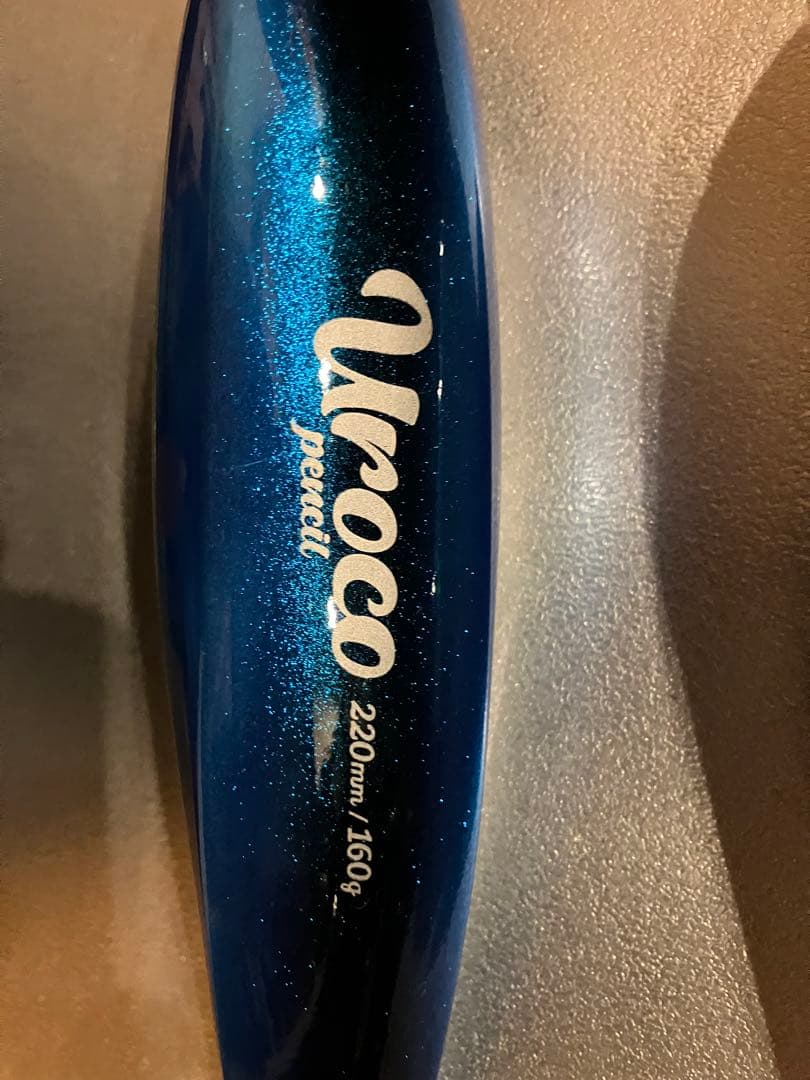 Uroco
pencil
220mm / 160g